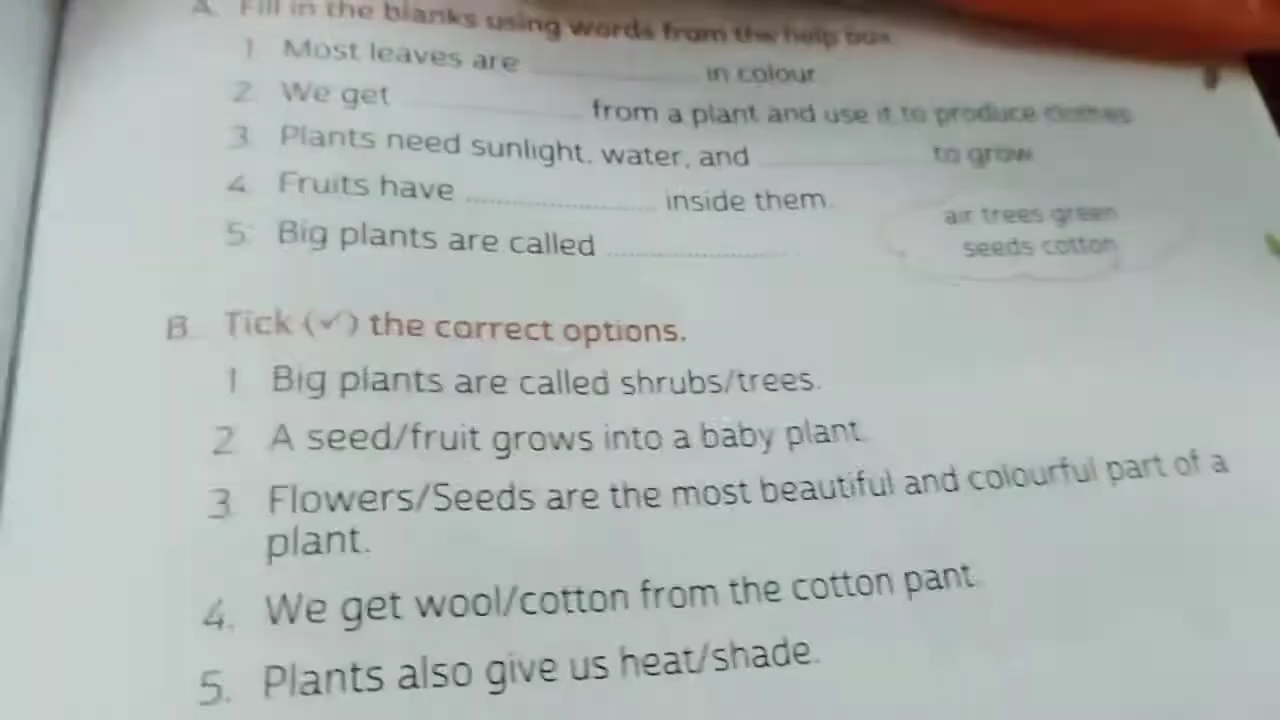 A. Fill in the blanks using words from the help box.
1 Most leaves are ............ in colour
2 We get ............ from a plant and use it to produce clothes
3 Plants need sunlight, water, and ............ to grow
4 Fruits have ............ inside them.
5. Big plants are called ............
air trees green
seeds cotton
B. Tick (✓) the correct options.
1 Big plants are called shrubs/trees.
2 A seed/fruit grows into a baby plant.
3 Flowers/Seeds are the most beautiful and colourful part of a
plant.
4. We get wool/cotton from the cotton pant
5. Plants also give us heat/shade.